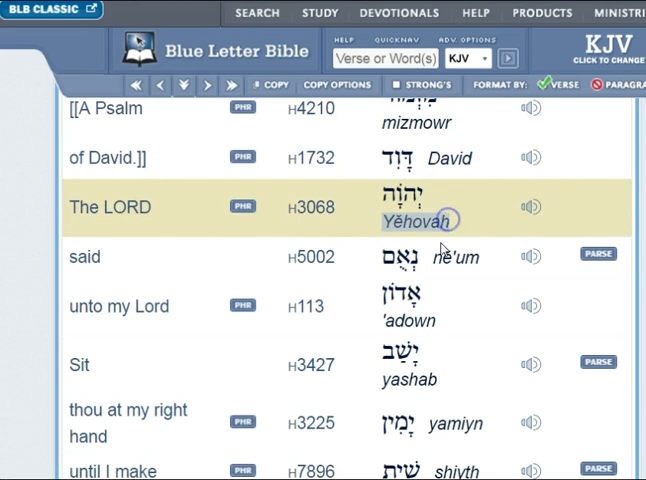 BLB CLASSIC
SEARCH STUDY DEVOTIONALS HELP PRODUCTS MINISTRI
Blue Letter Bible
HELP QUICKNAV ADV. OPTIONS
Verse or Word(s) KJV
KJV
CLICK TO CHANGE
COPY COPY OPTIONS STRONG'S FORMAT BY: VERSE PARAGRA
[[A Psalm PHR H4210 מִזְמוֹר
mizmowr
of David.]] PHR H1732 דָּוִד David
The LORD PHR H3068 יְהֹוָה
Yĕhovah
said H5002 נְאֻם nĕ'um PARSE
unto my Lord PHR H113 אָדוֹן
'adown
Sit H3427 יָשַׁב PARSE
yashab
thou at my right
hand PHR H3225 יָמִין yamiyn
until I make PHR H7896 שִׁית shiyth PARSE